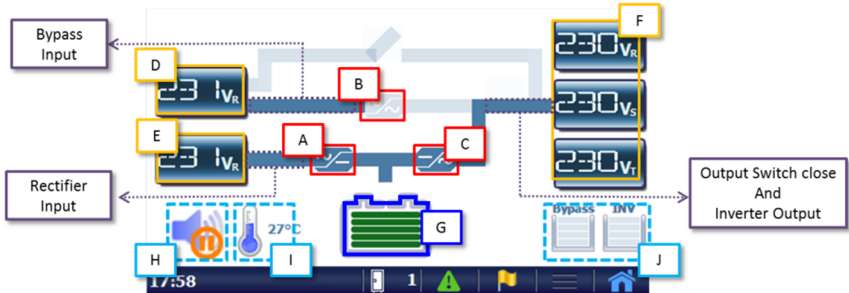 Bypass
Input
D
E
Rectifier
Input
H
I
231VR
231VR
A
B
C
G
27°C
17:58
1
F
230VR
230VS
230VT
Bypass
INV
J
Output Switch close
And
Inverter Output